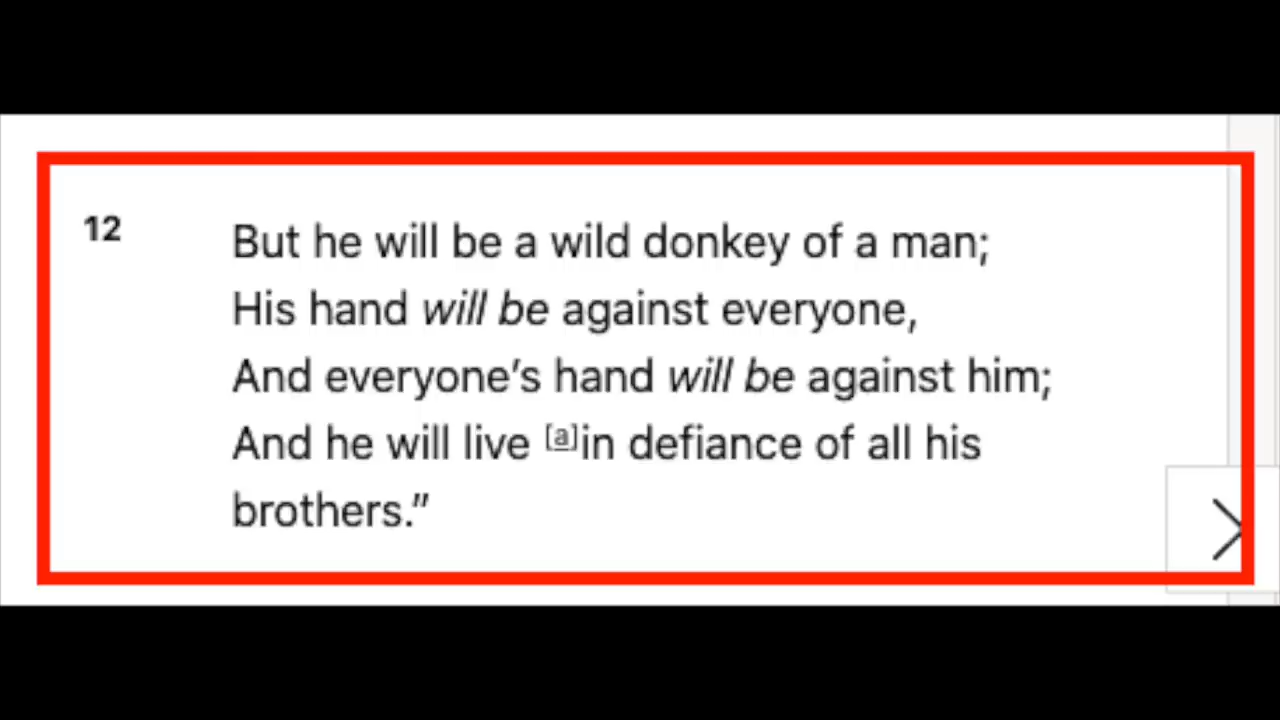 12 But he will be a wild donkey of a man;
His hand will be against everyone,
And everyone’s hand will be against him;
And he will live [a]in defiance of all his
brothers.”